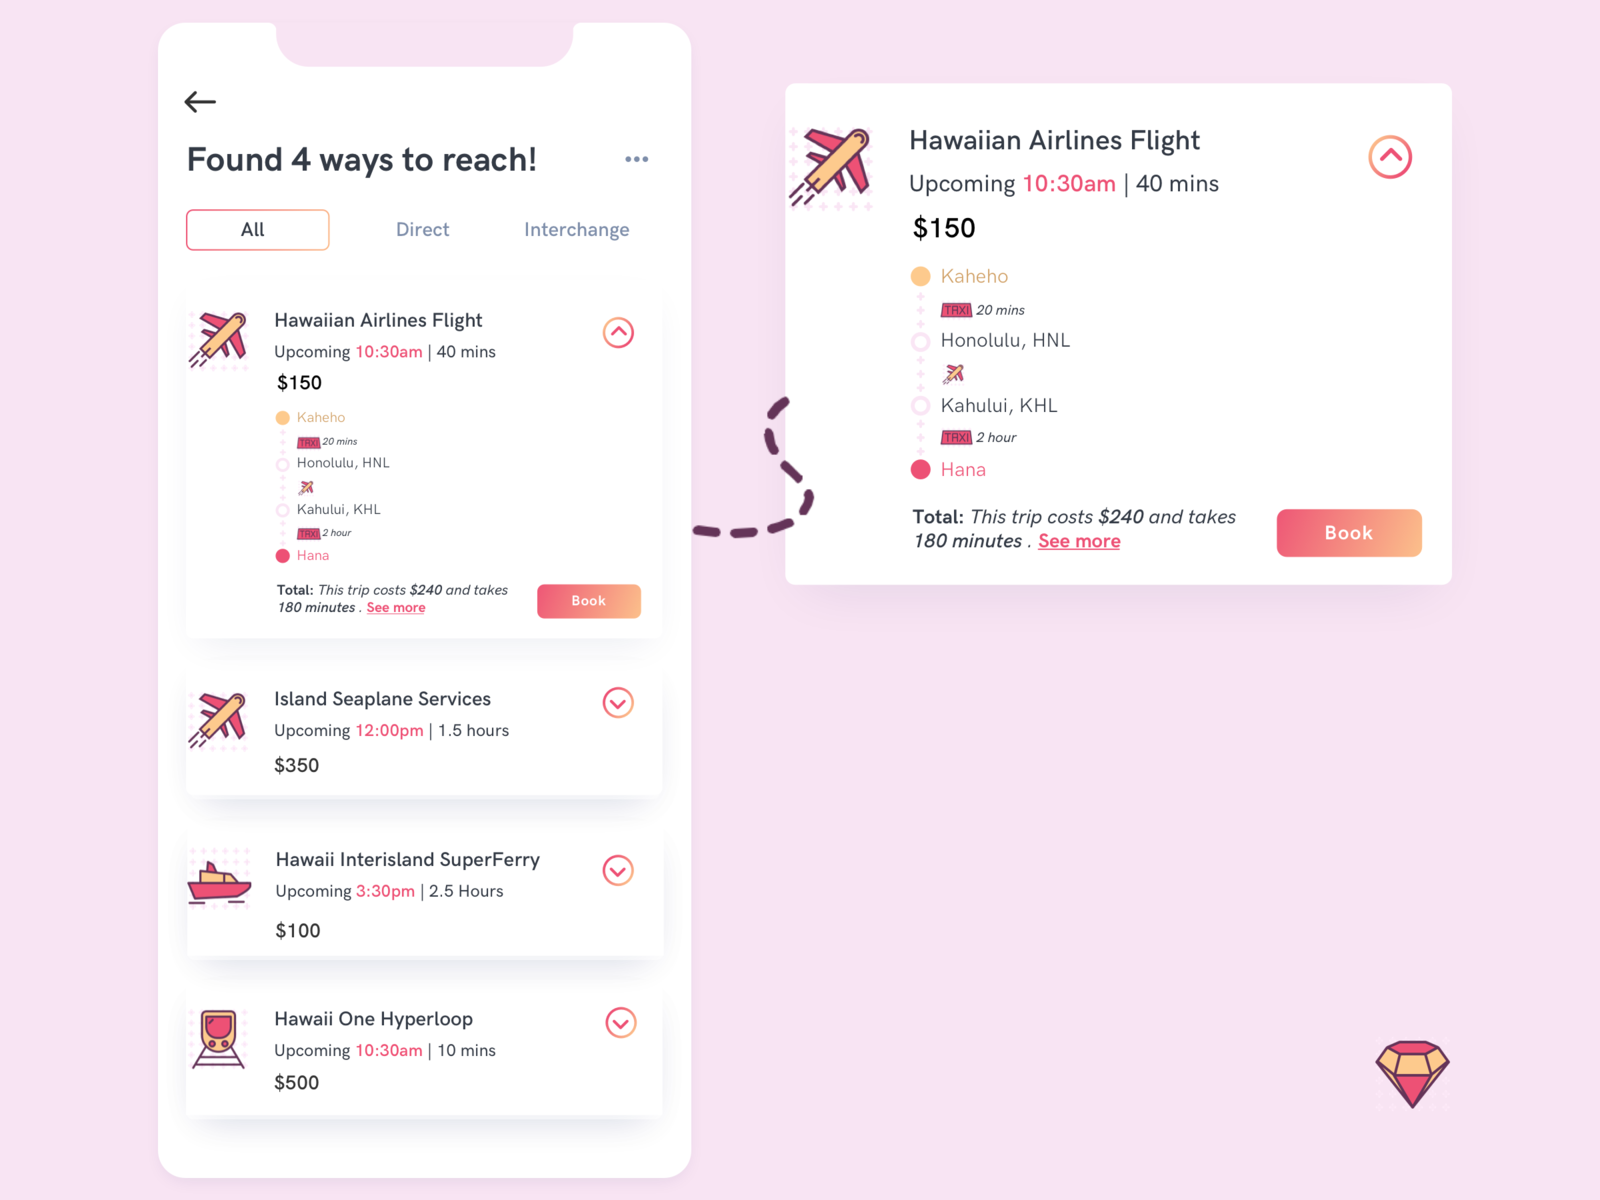 Found 4 ways to reach!
All
Direct
Interchange
Hawaiian Airlines Flight
Upcoming 10:30am | 40 mins
$150
Kaheho
TAXI 20 mins
Honolulu, HNL
Kahului, KHL
TAXI 2 hour
Hana
Total: This trip costs $240 and takes
180 minutes . See more
Book
Island Seaplane Services
Upcoming 12:00pm | 1.5 hours
$350
Hawaii Interisland SuperFerry
Upcoming 3:30pm | 2.5 Hours
$100
Hawaii One Hyperloop
Upcoming 10:30am | 10 mins
$500
Hawaiian Airlines Flight
Upcoming 10:30am | 40 mins
$150
Kaheho
TAXI 20 mins
Honolulu, HNL
Kahului, KHL
TAXI 2 hour
Hana
Total: This trip costs $240 and takes
180 minutes . See more
Book